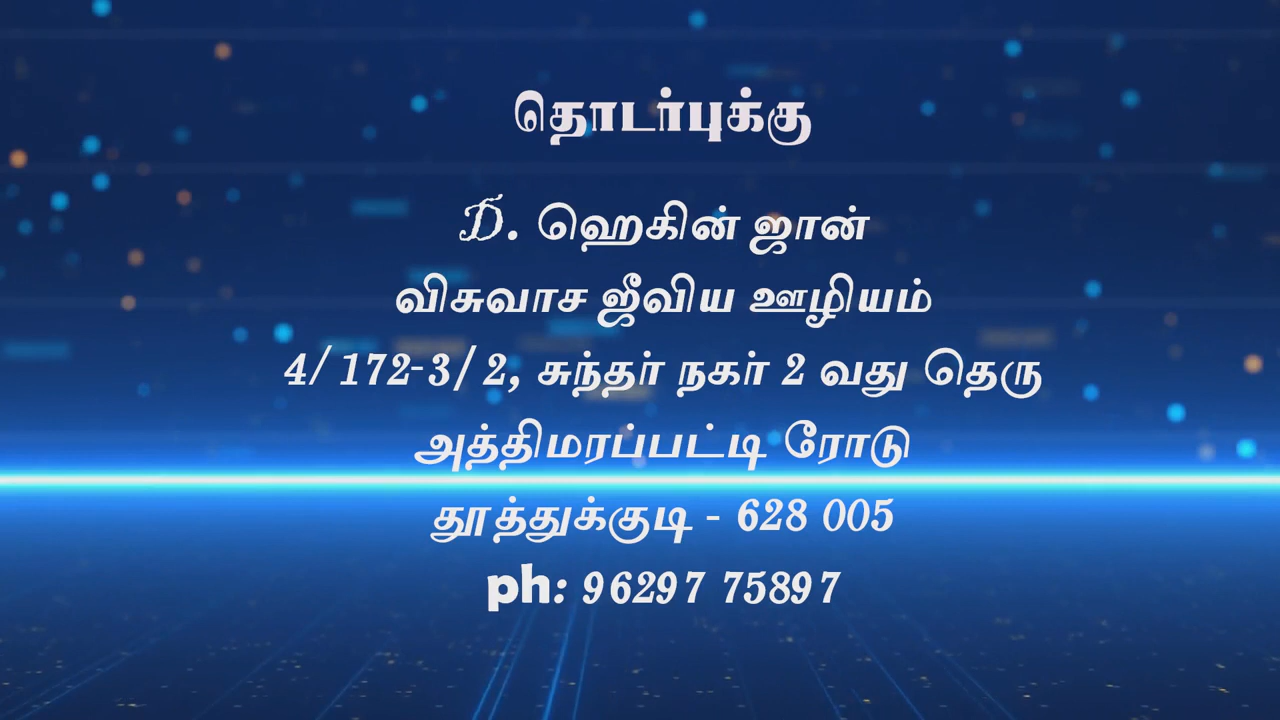 தொடர்புக்கு
D. ஹெகின் ஜான்
விசுவாச ஜீவிய ஊழியம்
4/172-3/2, சுந்தர் நகர் 2 வது தெரு
அத்திமரப்பட்டி ரோடு
தூத்துக்குடி - 628 005
ph: 96297 75897